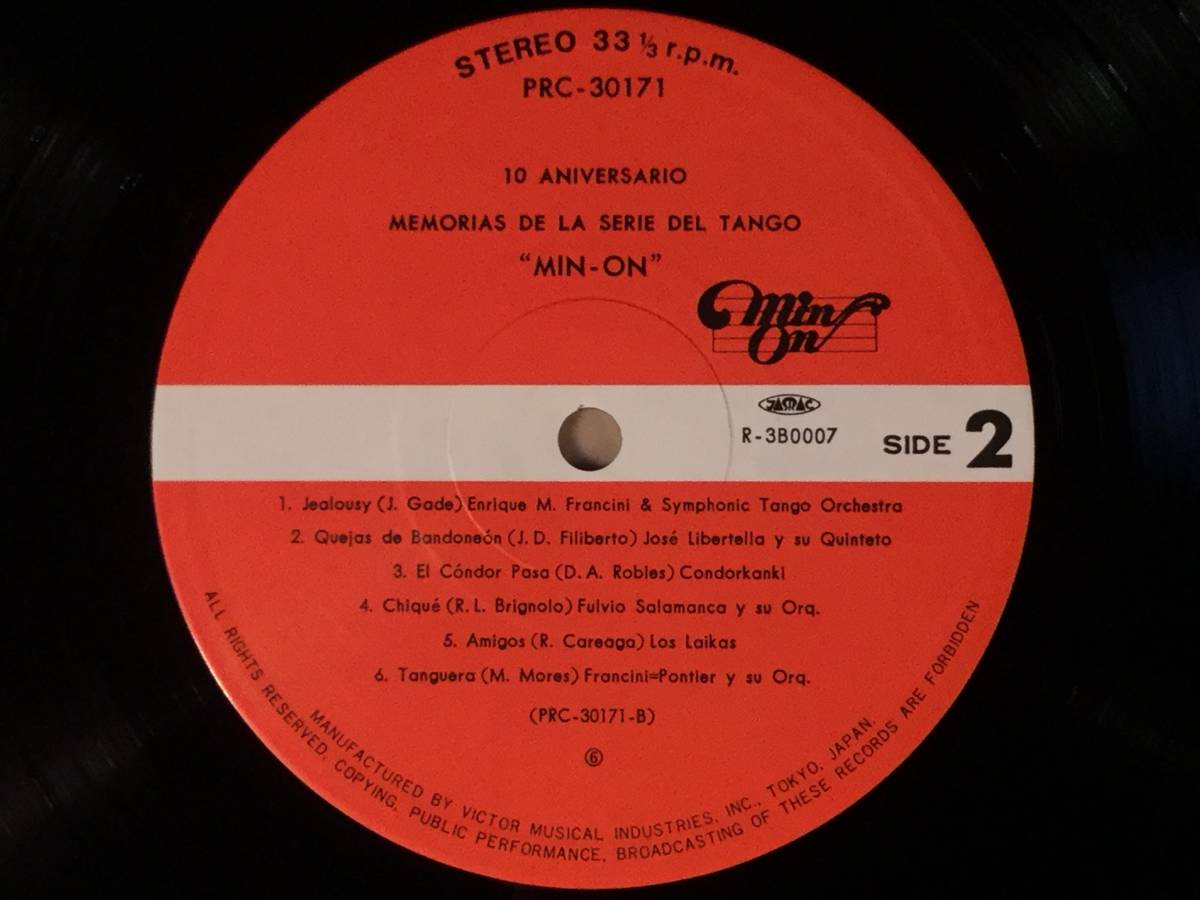 STEREO 33 1/3 r.p.m.
PRC-30171
10 ANIVERSARIO
MEMORIAS DE LA SERIE DEL TANGO
“MIN-ON”
Min On
JASRAC
R-3B0007
SIDE 2
1. Jealousy (J. Gade) Enrique M. Francini & Symphonic Tango Orchestra
2. Quejas de Bandoneón (J.D. Filiberto) José Libertella y su Quinteto
3. El Cóndor Pasa (D.A. Robles) Condorkanki
4. Chiqué (R.L. Brignolo) Fulvio Salamanca y su Orq.
5. Amigos (R. Careaga) Los Laikas
6. Tanguera (M. Mores) Francini=Pontier y su Orq.
(PRC-30171-B)
⑥
MANUFACTURED BY VICTOR MUSICAL INDUSTRIES, INC., TOKYO, JAPAN.
ALL RIGHTS RESERVED, COPYING, PUBLIC PERFORMANCE, BROADCASTING OF THESE RECORDS ARE FORBIDDEN